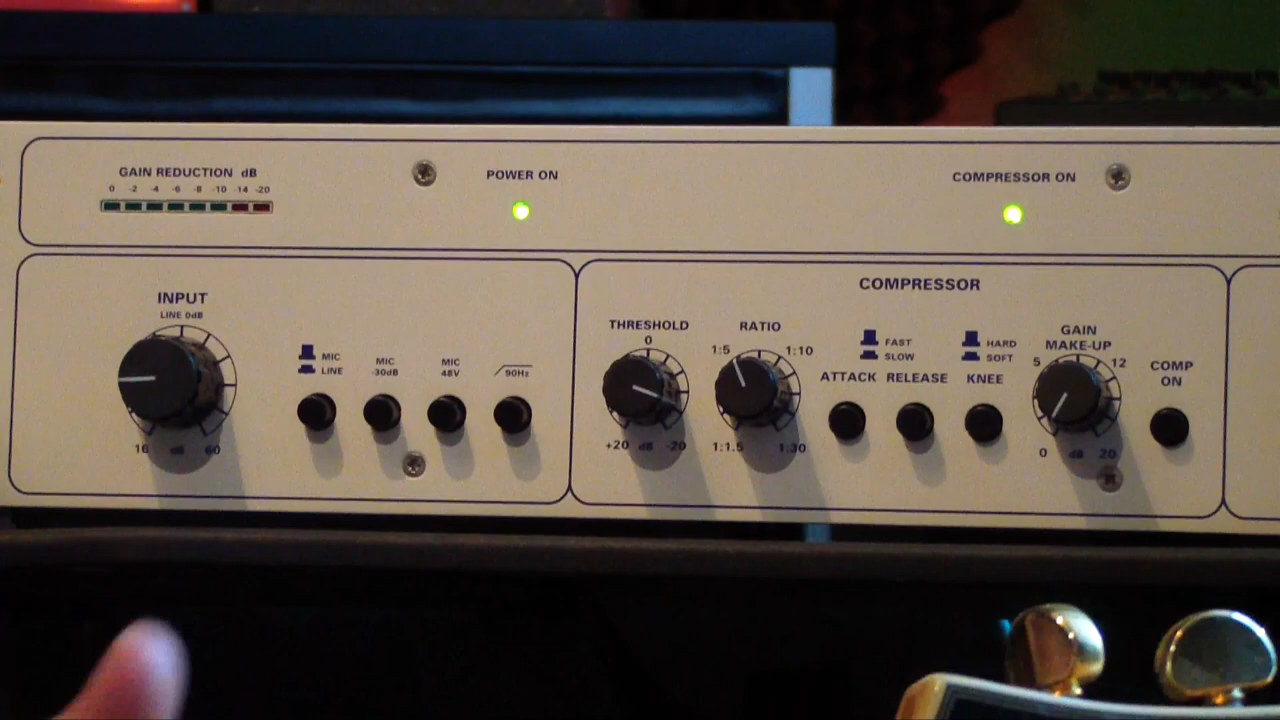 GAIN REDUCTION dB
0 -2 -4 -6 -8 -10 -14 -20
POWER ON
COMPRESSOR ON
INPUT
LINE 0dB
16 dB 60
MIC
LINE
MIC
-30dB
MIC
48V
90Hz
COMPRESSOR
THRESHOLD
0
+20 dB -20
RATIO
1:5 1:10
1:1.5 1:30
FAST
SLOW
ATTACK RELEASE
HARD
SOFT
KNEE
GAIN
MAKE-UP
5 12
0 dB 20
COMP
ON